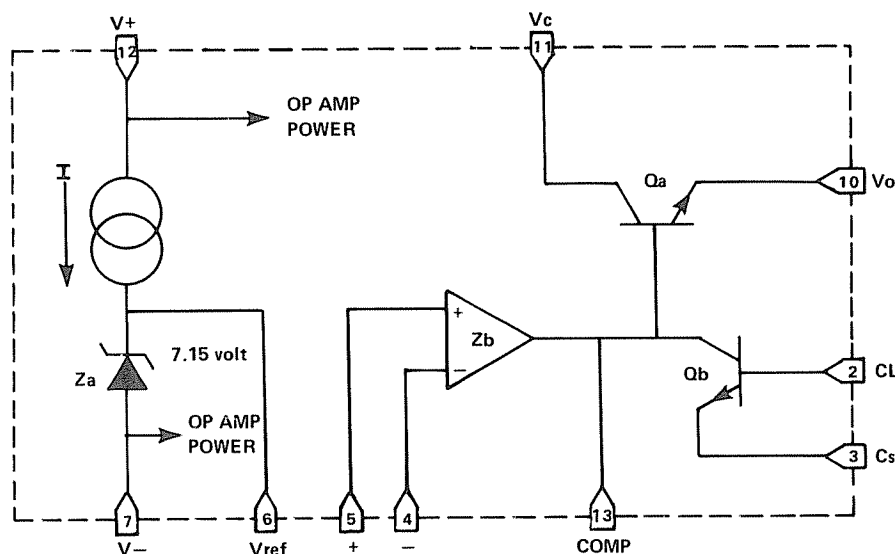 V+
12
Vc
11
OP AMP
POWER
I
Qa
10
Vo
+
Zb
−
7.15 volt
Za
Qb
2
CL
OP AMP
POWER
3
Cs
7
6
5
4
13
V−
Vref
+
−
COMP